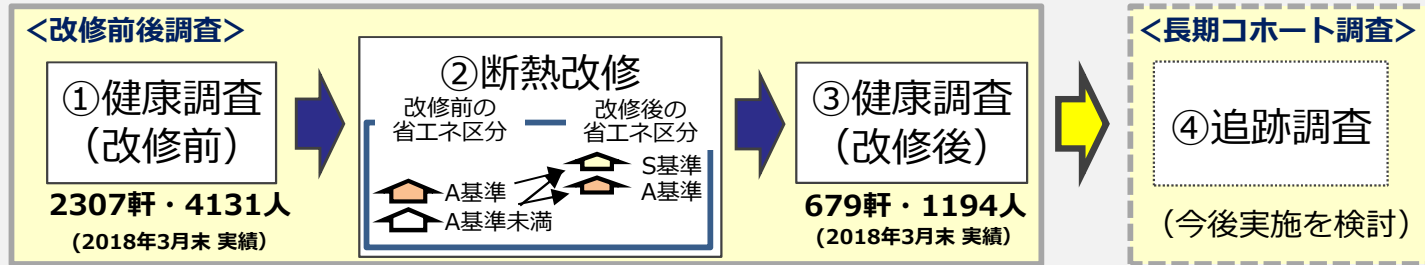 <改修前後調査>
①健康調査
（改修前）
2307軒・4131人
(2018年3月末 実績)
②断熱改修
改修前の
省エネ区分
改修後の
省エネ区分
A基準
A基準未満
S基準
A基準
③健康調査
（改修後）
679軒・1194人
(2018年3月末 実績)
<長期コホート調査>
④追跡調査
（今後実施を検討）